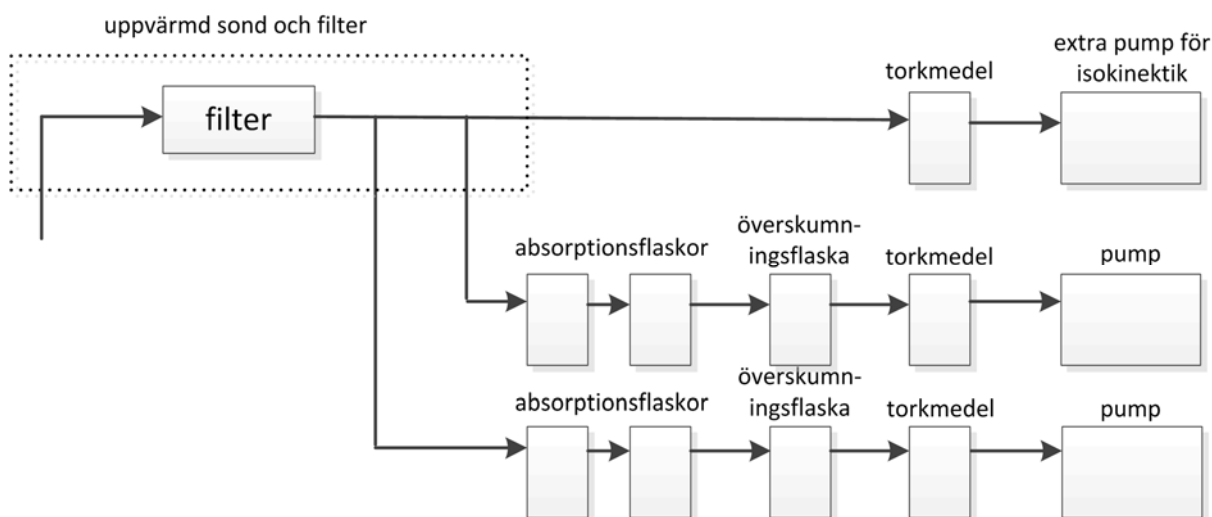 uppvärmd sond och filter
filter
torkmedel
extra pump för
isokinektik
absorptionsflaskor
överskumn-
ingsflaska
torkmedel
pump
absorptionsflaskor
överskumn-
ingsflaska
torkmedel
pump